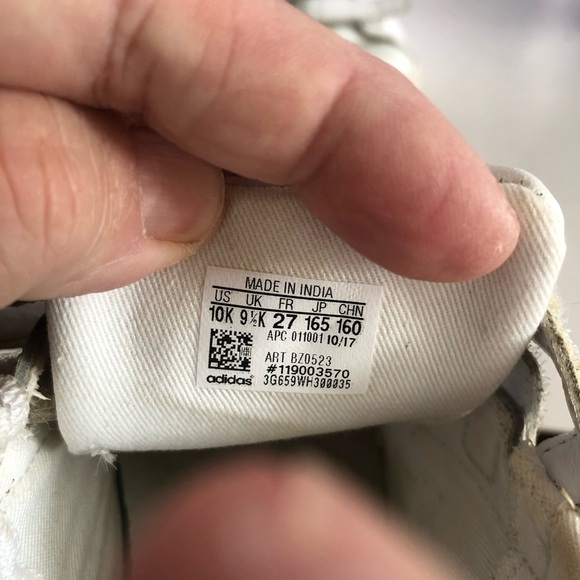 MADE IN INDIA
US UK FR JP CHN
10K 9½K 27 165 160
APC 011001 10/17
ART BZ0523
#119003570
adidas 3G659WH300035